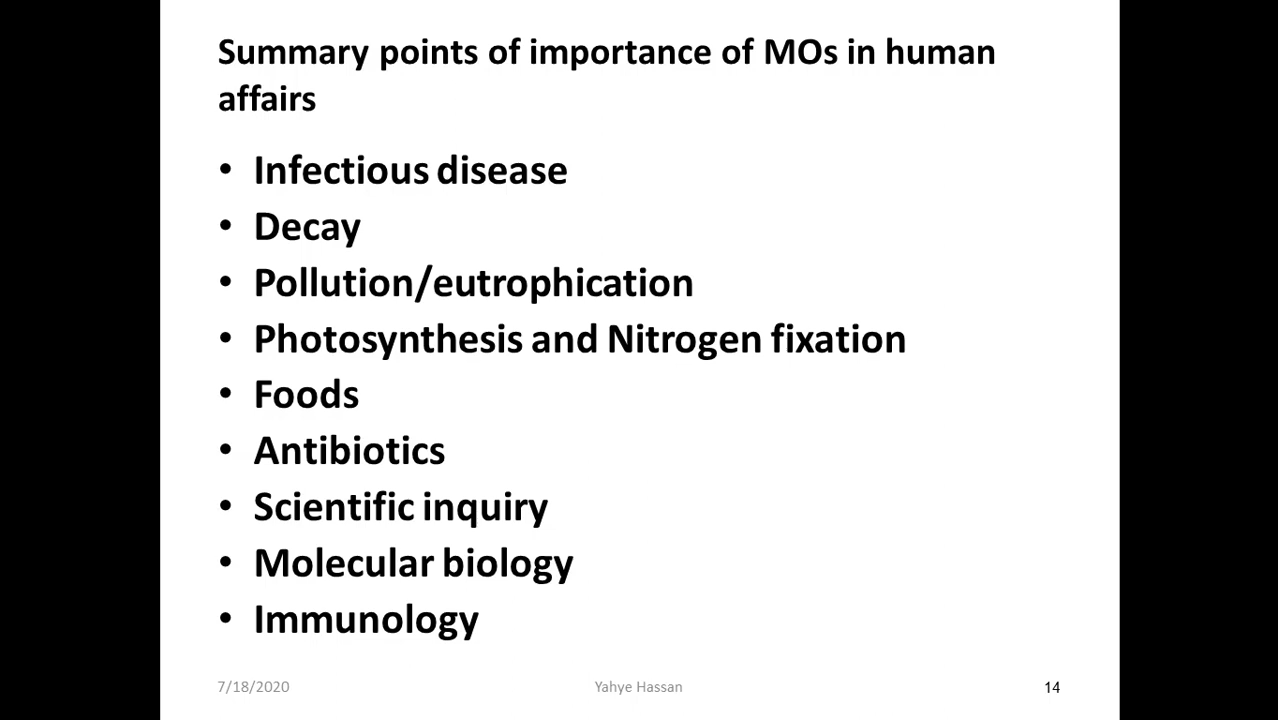 Summary points of importance of MOs in human
affairs
• Infectious disease
• Decay
• Pollution/eutrophication
• Photosynthesis and Nitrogen fixation
• Foods
• Antibiotics
• Scientific inquiry
• Molecular biology
• Immunology
7/18/2020 Yahye Hassan 14